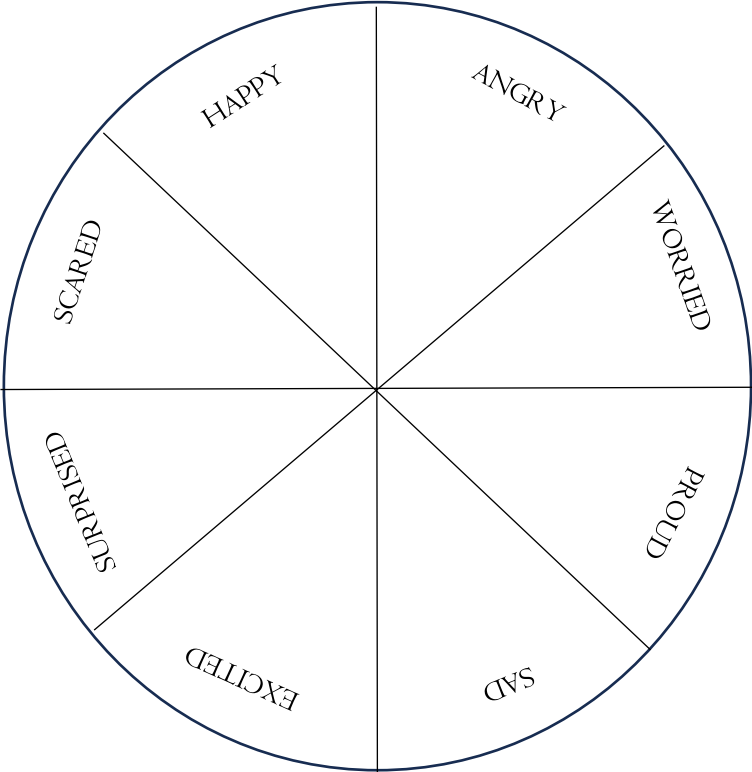 HAPPY
ANGRY
WORRIED
PROUD
SAD
EXCITED
SURPRISED
SCARED